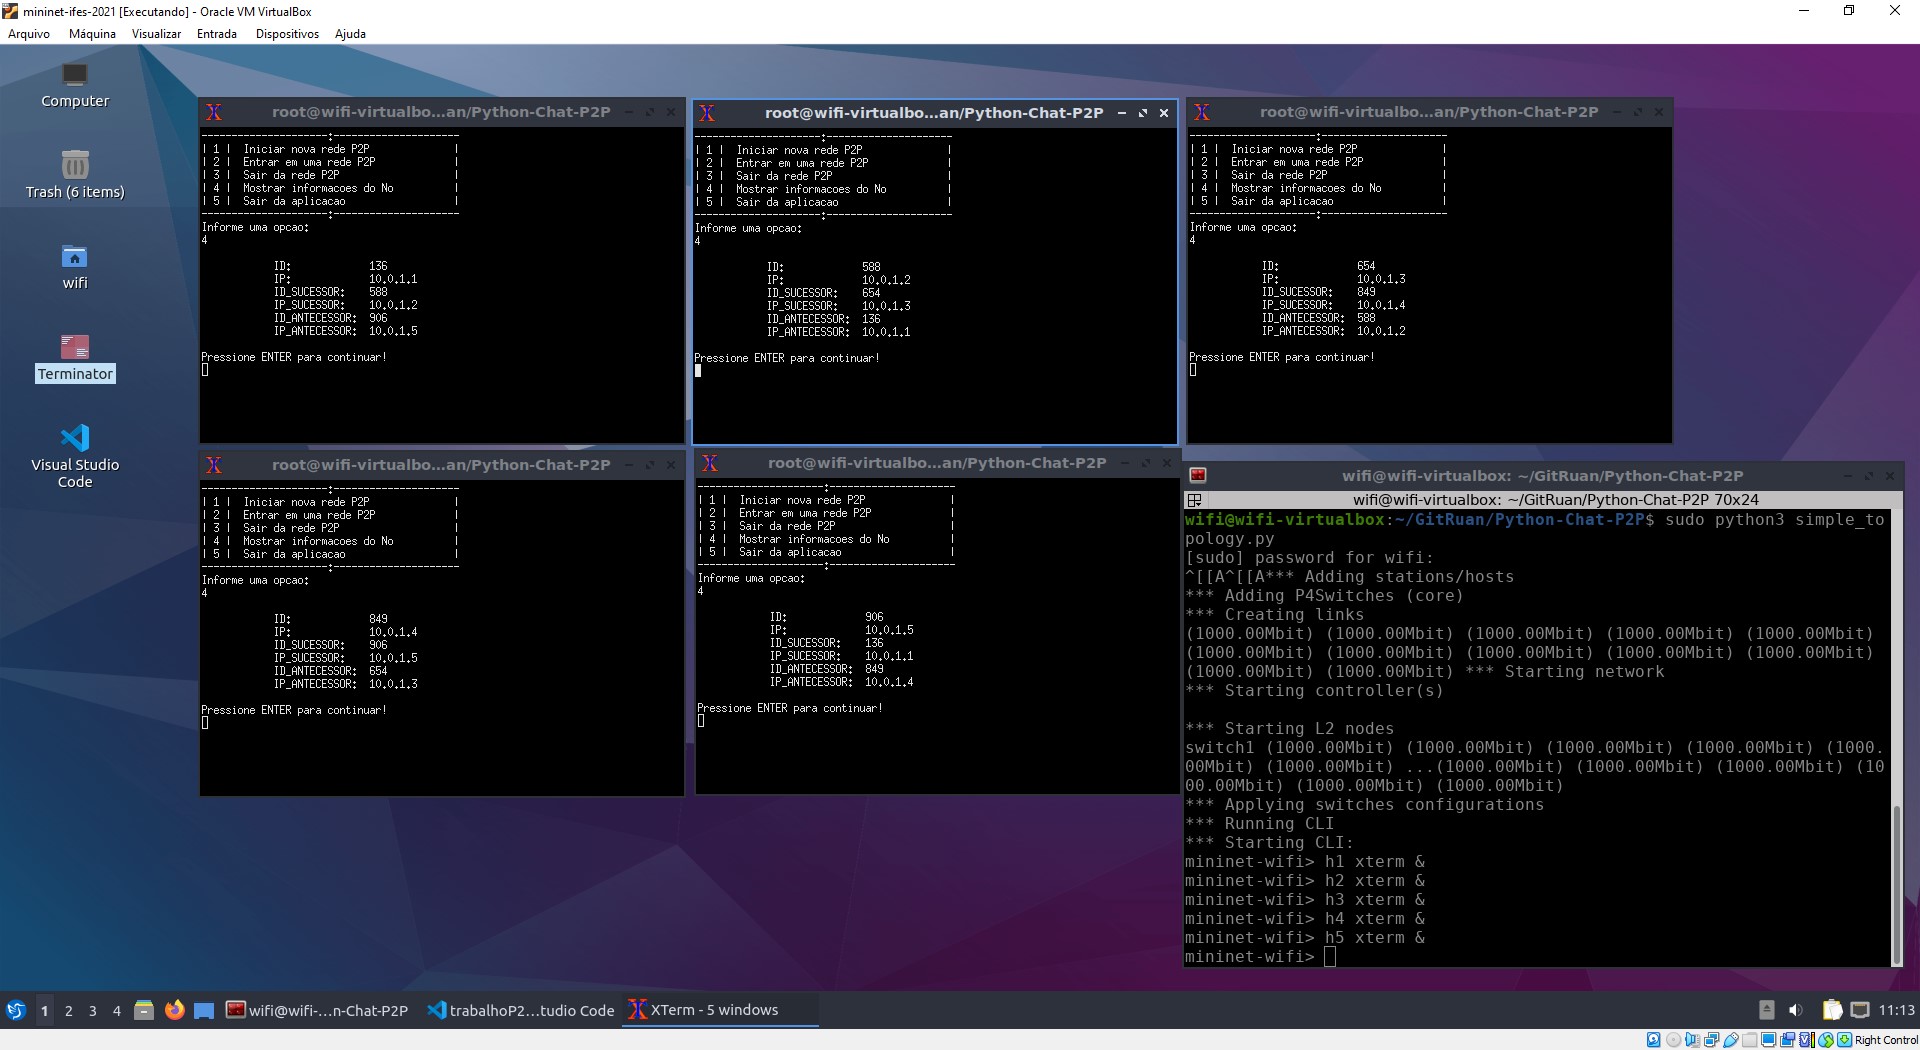 mininet-ifes-2021 [Executando] - Oracle VM VirtualBox
Arquivo Máquina Visualizar Entrada Dispositivos Ajuda
Computer
Trash (6 items)
wifi
Terminator
Visual Studio
Code
root@wifi-virtualbo...an/Python-Chat-P2P
---------------------:---------------------
| 1 |  Iniciar nova rede P2P |
| 2 |  Entrar em uma rede P2P |
| 3 |  Sair da rede P2P |
| 4 |  Mostrar informacoes do No |
| 5 |  Sair da aplicacao |
---------------------:---------------------
Informe uma opcao:
4
ID: 136
IP: 10.0.1.1
ID_SUCESSOR: 588
IP_SUCESSOR: 10.0.1.2
ID_ANTECESSOR: 906
IP_ANTECESSOR: 10.0.1.5
Pressione ENTER para continuar!
root@wifi-virtualbo...an/Python-Chat-P2P
---------------------:---------------------
| 1 |  Iniciar nova rede P2P |
| 2 |  Entrar em uma rede P2P |
| 3 |  Sair da rede P2P |
| 4 |  Mostrar informacoes do No |
| 5 |  Sair da aplicacao |
---------------------:---------------------
Informe uma opcao:
4
ID: 588
IP: 10.0.1.2
ID_SUCESSOR: 654
IP_SUCESSOR: 10.0.1.3
ID_ANTECESSOR: 136
IP_ANTECESSOR: 10.0.1.1
Pressione ENTER para continuar!
root@wifi-virtualbo...an/Python-Chat-P2P
---------------------:---------------------
| 1 |  Iniciar nova rede P2P |
| 2 |  Entrar em uma rede P2P |
| 3 |  Sair da rede P2P |
| 4 |  Mostrar informacoes do No |
| 5 |  Sair da aplicacao |
---------------------:---------------------
Informe uma opcao:
4
ID: 654
IP: 10.0.1.3
ID_SUCESSOR: 849
IP_SUCESSOR: 10.0.1.4
ID_ANTECESSOR: 588
IP_ANTECESSOR: 10.0.1.2
Pressione ENTER para continuar!
root@wifi-virtualbo...an/Python-Chat-P2P
---------------------:---------------------
| 1 |  Iniciar nova rede P2P |
| 2 |  Entrar em uma rede P2P |
| 3 |  Sair da rede P2P |
| 4 |  Mostrar informacoes do No |
| 5 |  Sair da aplicacao |
---------------------:---------------------
Informe uma opcao:
4
ID: 849
IP: 10.0.1.4
ID_SUCESSOR: 906
IP_SUCESSOR: 10.0.1.5
ID_ANTECESSOR: 654
IP_ANTECESSOR: 10.0.1.3
Pressione ENTER para continuar!
root@wifi-virtualbo...an/Python-Chat-P2P
---------------------:---------------------
| 1 |  Iniciar nova rede P2P |
| 2 |  Entrar em uma rede P2P |
| 3 |  Sair da rede P2P |
| 4 |  Mostrar informacoes do No |
| 5 |  Sair da aplicacao |
---------------------:---------------------
Informe uma opcao:
4
ID: 906
IP: 10.0.1.5
ID_SUCESSOR: 136
IP_SUCESSOR: 10.0.1.1
ID_ANTECESSOR: 849
IP_ANTECESSOR: 10.0.1.4
Pressione ENTER para continuar!
wifi@wifi-virtualbox: ~/GitRuan/Python-Chat-P2P
wifi@wifi-virtualbox: ~/GitRuan/Python-Chat-P2P 70x24
wifi@wifi-virtualbox:~/GitRuan/Python-Chat-P2P$ sudo python3 simple_to
pology.py
[sudo] password for wifi:
^[[A^[[A*** Adding stations/hosts
*** Adding P4Switches (core)
*** Creating links
(1000.00Mbit) (1000.00Mbit) (1000.00Mbit) (1000.00Mbit) (1000.00Mbit)
(1000.00Mbit) (1000.00Mbit) (1000.00Mbit) (1000.00Mbit) (1000.00Mbit)
(1000.00Mbit) (1000.00Mbit) *** Starting network
*** Starting controller(s)
*** Starting L2 nodes
switch1 (1000.00Mbit) (1000.00Mbit) (1000.00Mbit) (1000.00Mbit) (1000.
00Mbit) (1000.00Mbit) ...(1000.00Mbit) (1000.00Mbit) (1000.00Mbit) (10
00.00Mbit) (1000.00Mbit) (1000.00Mbit)
*** Applying switches configurations
*** Running CLI
*** Starting CLI:
mininet-wifi> h1 xterm &
mininet-wifi> h2 xterm &
mininet-wifi> h3 xterm &
mininet-wifi> h4 xterm &
mininet-wifi> h5 xterm &
mininet-wifi>
1 2 3 4 wifi@wifi-...n-Chat-P2P trabalhoP2...tudio Code XTerm - 5 windows 11:13
Right Control